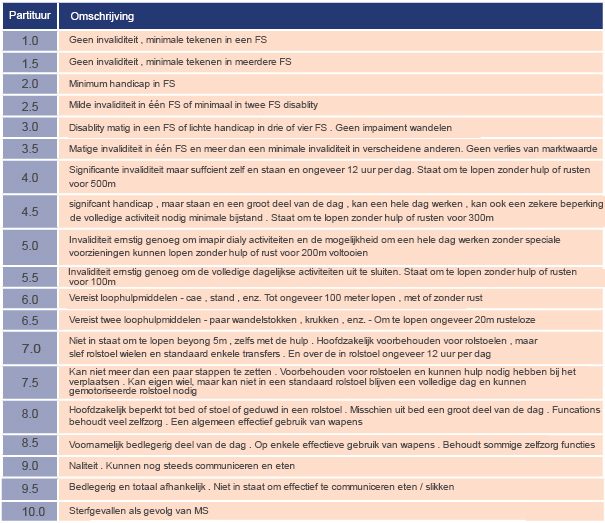 Partituur Omschrijving
1.0 Geen invaliditeit , minimale tekenen in een FS
1.5 Geen invaliditeit , minimale tekenen in meerdere FS
2.0 Minimum handicap in FS
2.5 Milde invaliditeit in één FS of minimaal in twee FS disablity
3.0 Disablity matig in een FS of lichte handicap in drie of vier FS . Geen impaiment wandelen
3.5 Matige invaliditeit in één FS en meer dan een minimale invaliditeit in verscheidene anderen. Geen verlies van marktwaarde
4.0 Significante invaliditeit maar suffcient zelf en staan en ongeveer 12 uur per dag. Staat om te lopen zonder hulp of rusten
voor 500m
4.5 signifcant handicap , maar staan en een groot deel van de dag , kan een hele dag werken , kan ook een zekere beperking
de volledige activiteit nodig minimale bijstand . Staat om te lopen zonder hulp of rusten voor 300m
5.0 Invaliditeit ernstig genoeg om imapir dialy activiteiten en de mogelijkheid om een hele dag werken zonder speciale
voorzieningen kunnen lopen zonder hulp of rust voor 200m voltooien
5.5 Invaliditeit ernstig genoeg om de volledige dagelijkse activiteiten uit te sluiten. Staat om te lopen zonder hulp of rusten
voor 100m
6.0 Vereist loophulpmiddelen - cae , stand , enz. Tot ongeveer 100 meter lopen , met of zonder rust
6.5 Vereist twee loophulpmiddelen - paar wandelstokken , krukken , enz. - Om te lopen ongeveer 20m rusteloze
7.0 Niet in staat om te lopen beyong 5m , zelfs met de hulp . Hoofdzakelijk voorbehouden voor rolstoelen , maar
slef rolstoel wielen en standaard enkele transfers . En over de in rolstoel ongeveer 12 uur per dag
7.5 Kan niet meer dan een paar stappen te zetten . Voorbehouden voor rolstoelen en kunnen hulp nodig hebben bij het
verplaatsen . Kan eigen wiel, maar kan niet in een standaard rolstoel blijven een volledige dag en kunnen
gemotoriseerde rolstoel nodig
8.0 Hoofdzakelijk beperkt tot bed of stoel of geduwd in een rolstoel . Misschien uit bed een groot deel van de dag . Funcations
behoudt veel zelfzorg . Een algemeen effectief gebruik van wapens
8.5 Voornamelijk bedlegerig deel van de dag . Op enkele effectieve gebruik van wapens . Behoudt sommige zelfzorg functies
9.0 Naliteit . Kunnen nog steeds communiceren en eten
9.5 Bedlegerig en totaal afhankelijk . Niet in staat om effectief te communiceren eten / slikken
10.0 Sterfgevallen als gevolg van MS